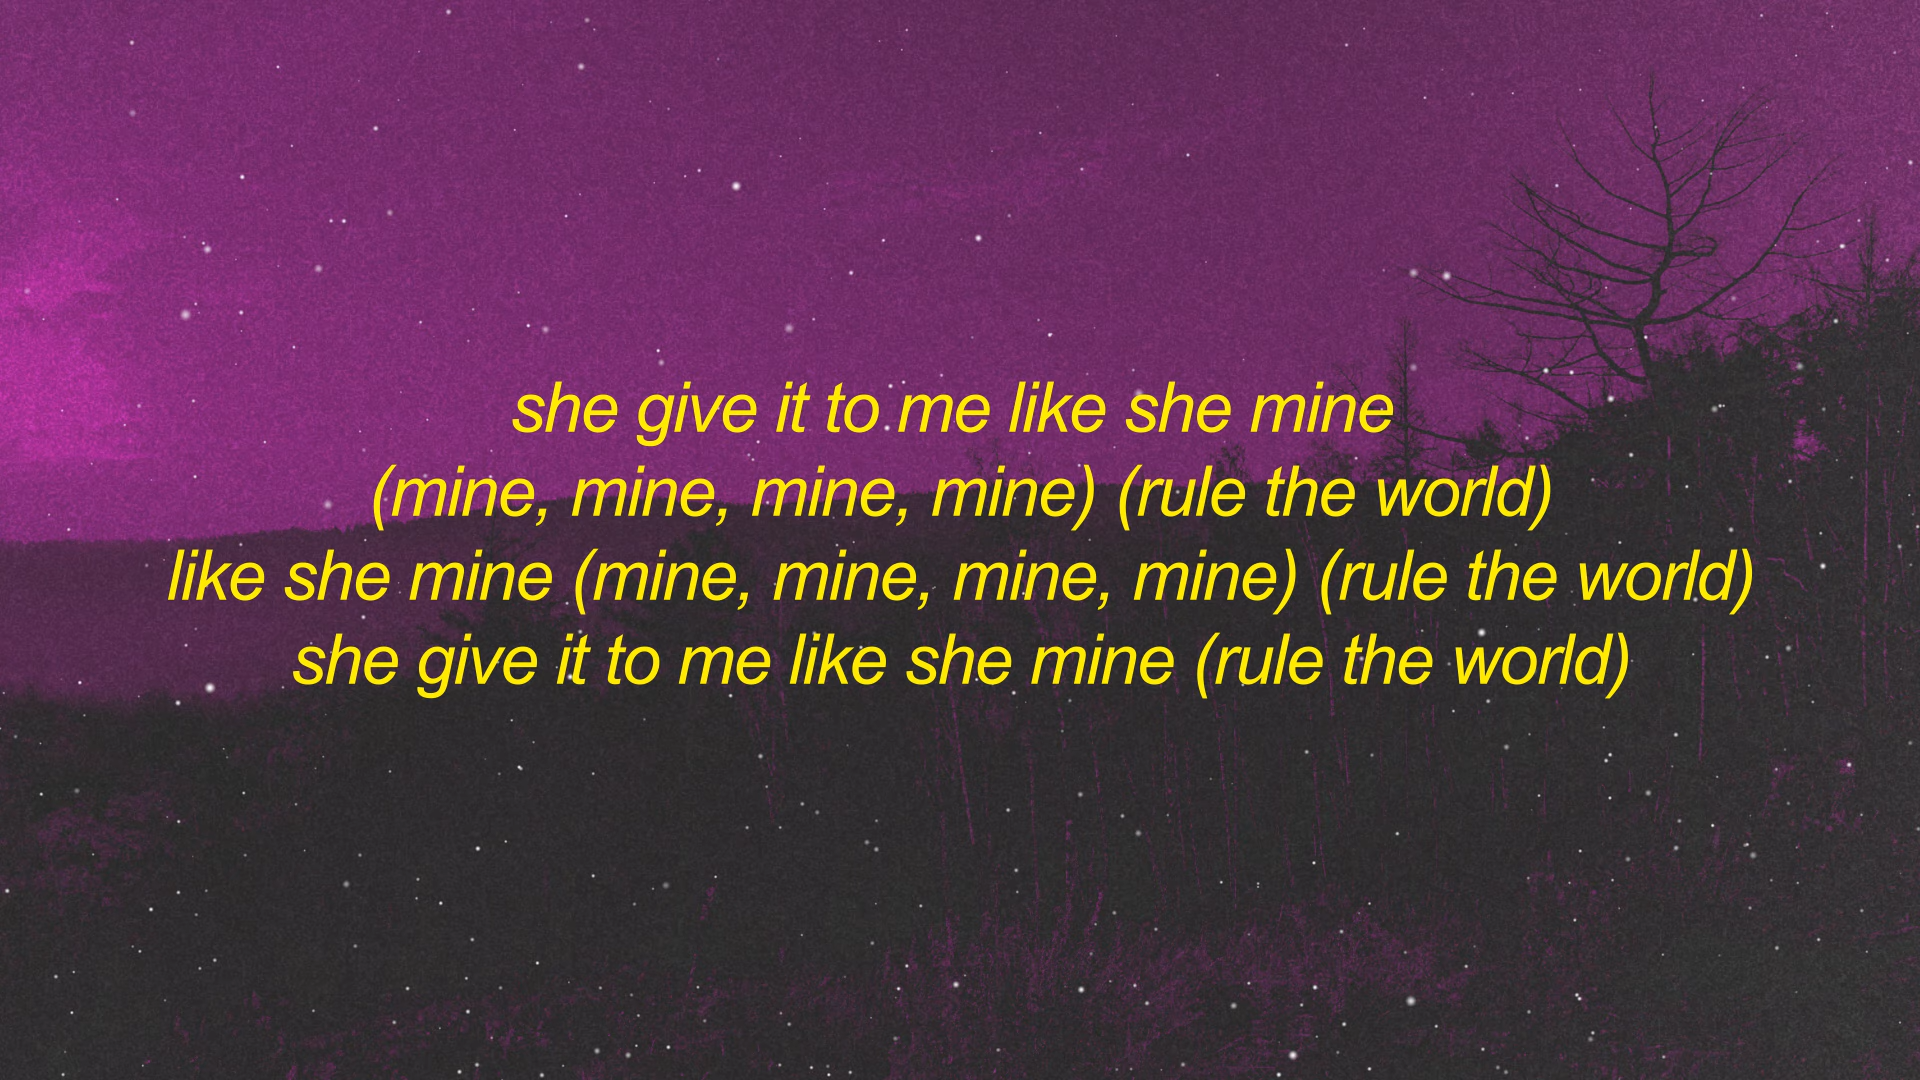 she give it to me like she mine
(mine, mine, mine, mine) (rule the world)
like she mine (mine, mine, mine, mine) (rule the world)
she give it to me like she mine (rule the world)